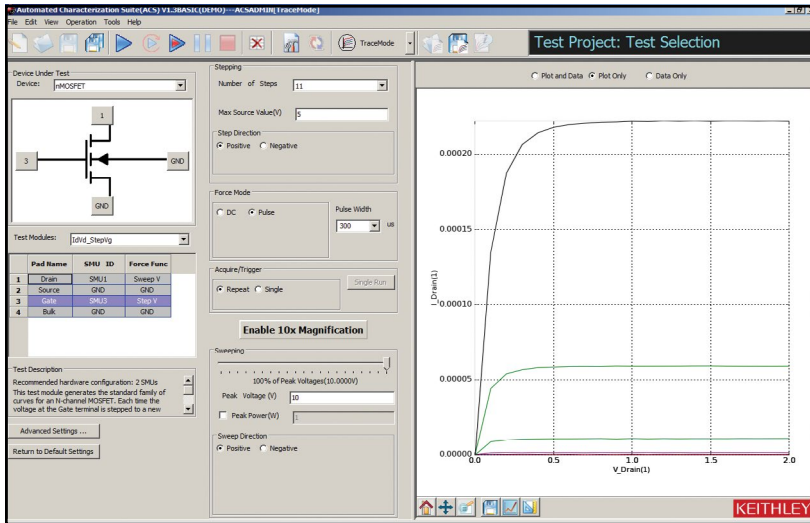 Automated Characterization Suite(ACS) V1.3BASIC(DEMO)---ACSADMIN[TraceMode]
File Edit View Operation Tools Help
TraceMode
Test Project: Test Selection
Device Under Test
Device: nMOSFET
1
3
GND
GND
Test Modules: IdVd_StepVg
Pad Name SMU ID Force Func
1 Drain SMU1 Sweep V
2 Source GND GND
3 Gate SMU3 Step V
4 Bulk GND GND
Test Description
Recommended hardware configuration: 2 SMUs
This test module generates the standard family of
curves for an N-channel MOSFET. Each time the
voltage at the Gate terminal is stepped to a new
Advanced Settings ...
Return to Default Settings
Stepping
Number of Steps 11
Max Source Value(V) 5
Step Direction
Positive Negative
Force Mode
DC Pulse
Pulse Width
300 us
Acquire/Trigger
Repeat Single
Single Run
Enable 10x Magnification
Sweeping
100% of Peak Voltages(10.0000V)
Peak Voltage (V) 10
Peak Power(W)
Sweep Direction
Positive Negative
Plot and Data Plot Only Data Only
0.00020
0.00015
0.00010
0.00005
0.00000
I_Drain(1)
0.0 0.5 1.0 1.5 2.0
V_Drain(1)
KEITHLEY